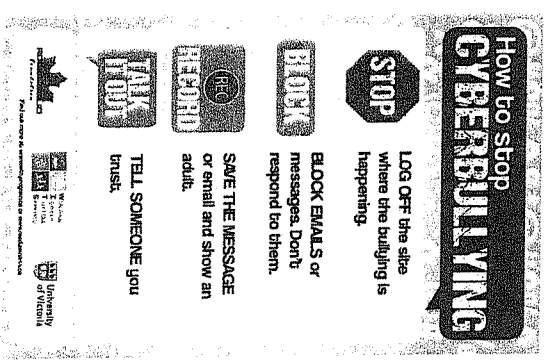 How to stop
CYBERBULLYING
STOP
LOG OFF the site
where the bullying is
happening.
BLOCK
BLOCK EMAILS or
messages. Don't
respond to them.
REC
RECORD
SAVE THE MESSAGE
or email and show an
adult.
TALK
IT OUT
TELL SOMEONE you
trust.
University
of Victoria